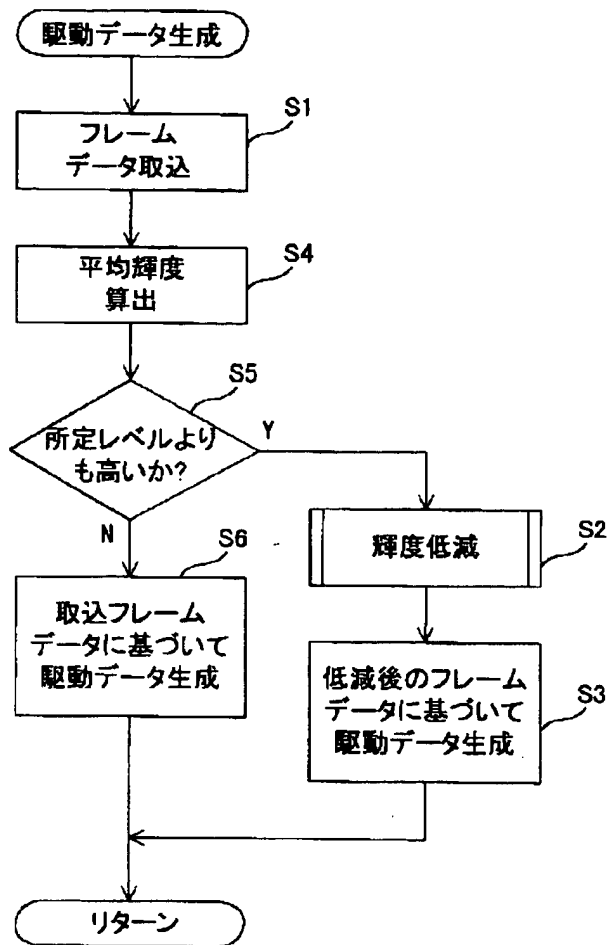 駆動データ生成
S1
フレーム
データ取込
S4
平均輝度
算出
S5
所定レベルより
も高いか?
Y
N
S2
輝度低減
S6
取込フレーム
データに基づいて
駆動データ生成
S3
低減後のフレーム
データに基づいて
駆動データ生成
リターン